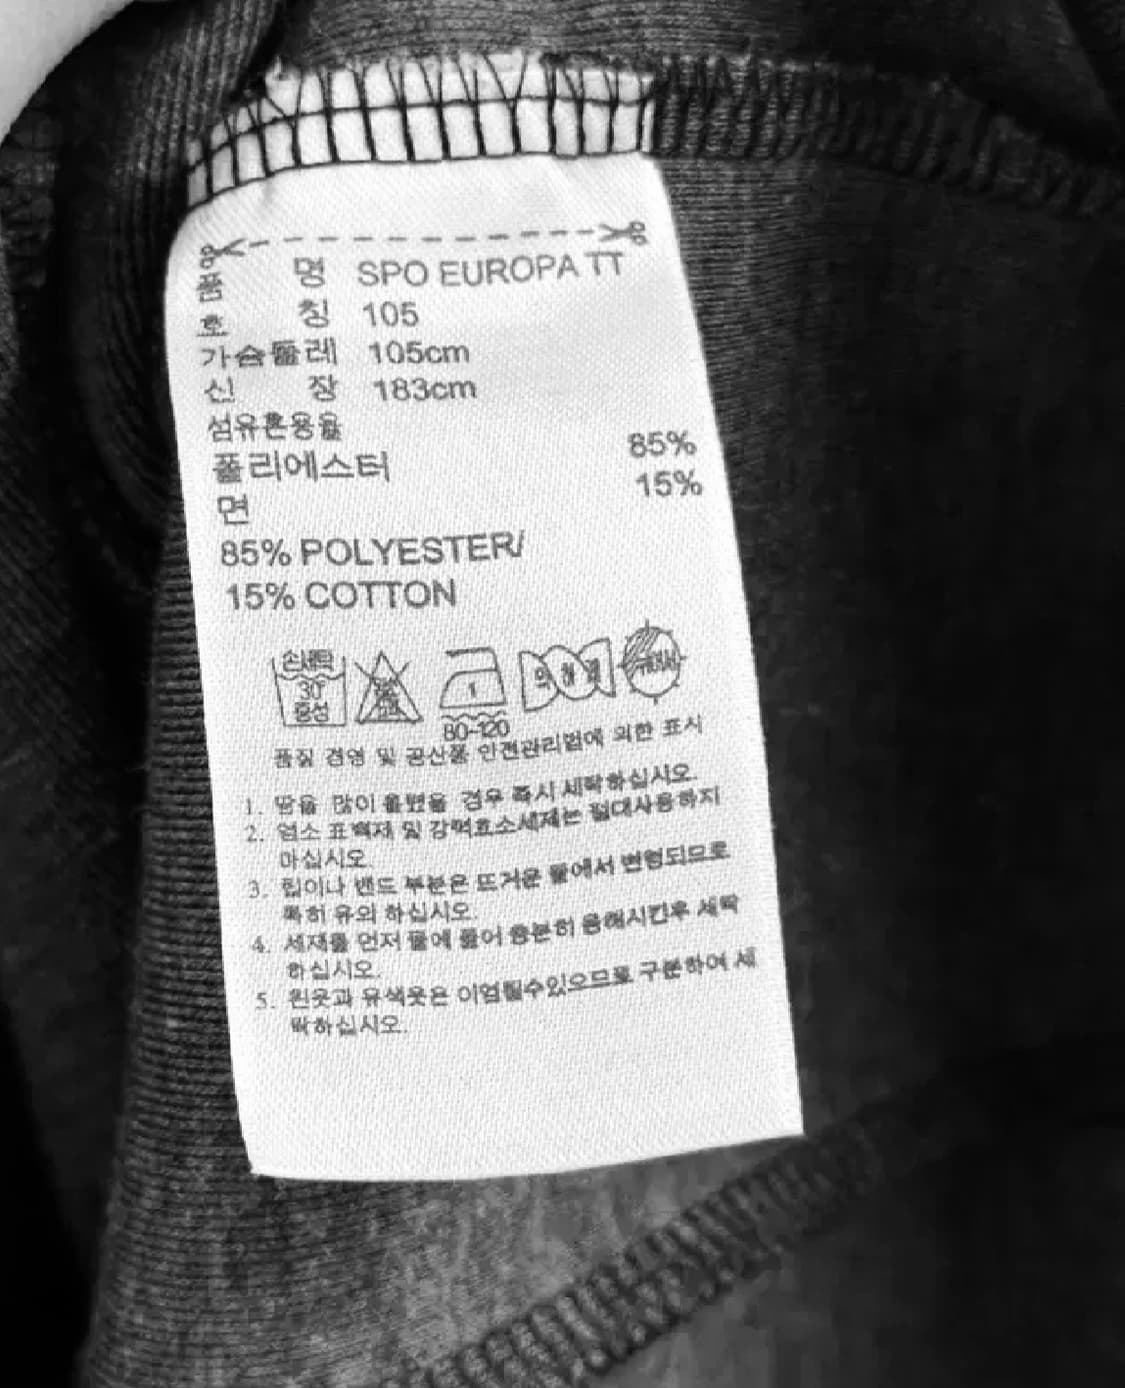 품 명 SPO EUROPA TT
호 칭 105
가슴둘레 105cm
신 장 183cm
섬유혼용율
폴리에스터 85%
면 15%
85% POLYESTER/
15% COTTON
손세탁
30°
중성
1
80-120
품질 경영 및 공산품 안전관리법에 의한 표시
1. 땀을 많이 흘렸을 경우 즉시 세탁하십시오.
2. 염소 표백제 및 강력효소세제는 절대사용하지
마십시오.
3. 립이나 밴드 부분은 뜨거운 물에서 변형되므로
특히 유의 하십시오.
4. 세재를 먼저 물에 풀어 충분히 용해시킨후 세탁
하십시오.
5. 흰옷과 유색옷은 이염될수있으므로 구분하여 세
탁하십시오.